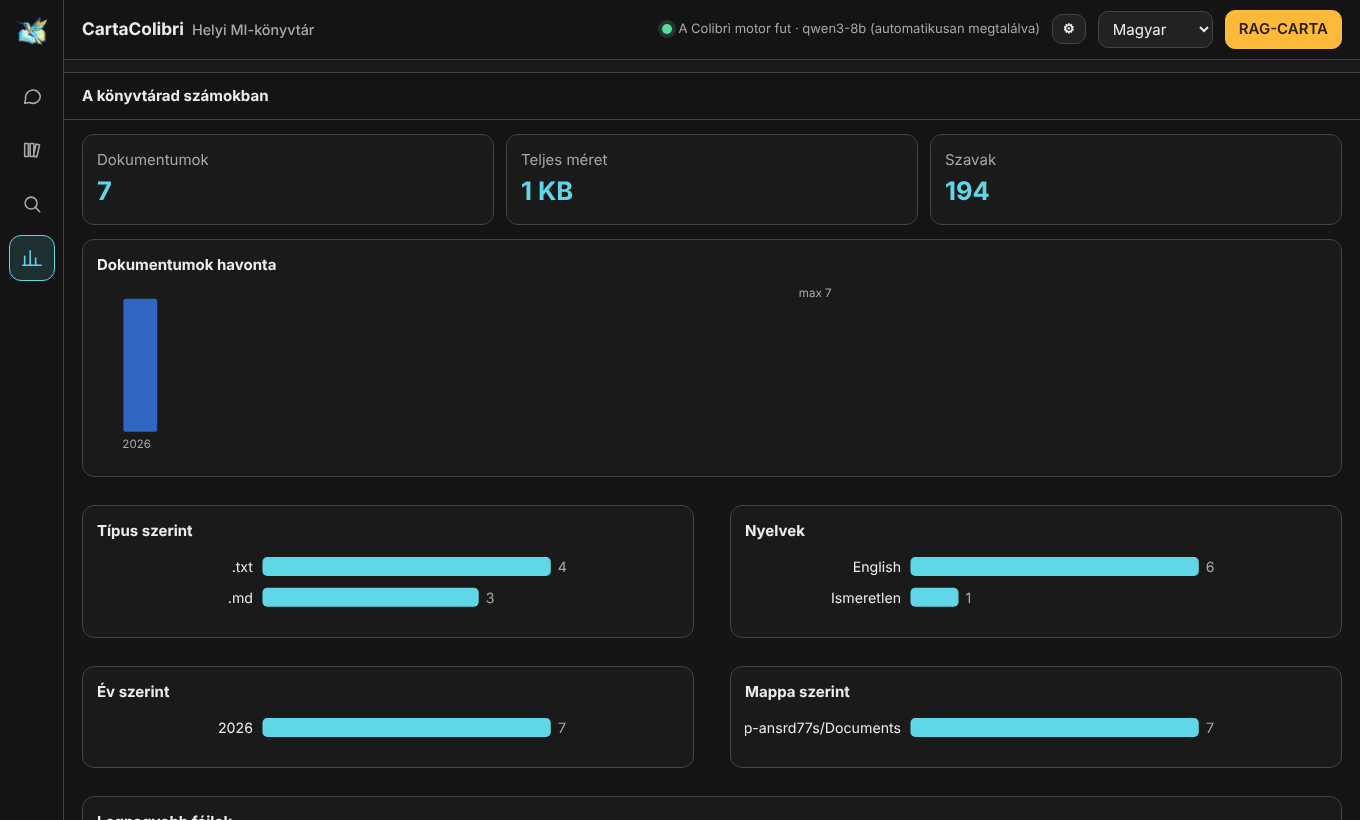 CartaColibri Helyi MI-könyvtár
A Colibrì motor fut · qwen3-8b (automatikusan megtalálva)
Magyar
RAG-CARTA
A könyvtárad számokban
Dokumentumok
7
Teljes méret
1 KB
Szavak
194
Dokumentumok havonta
max 7
2026
Típus szerint
.txt 4
.md 3
Nyelvek
English 6
Ismeretlen 1
Év szerint
2026 7
Mappa szerint
p-ansrd77s/Documents 7
Legnagyobb fájlok